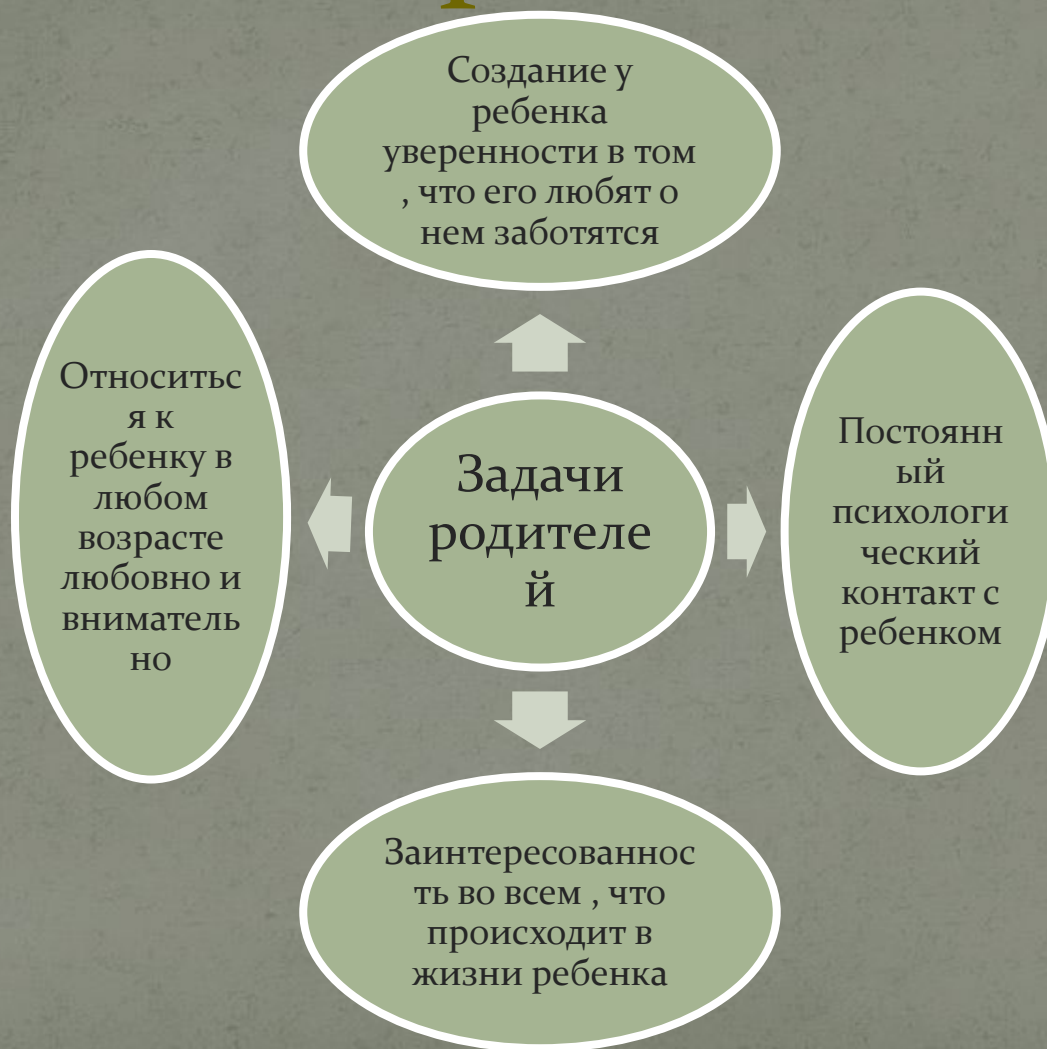 Создание у
ребенка
уверенности в том
, что его любят о
нем заботятся
Относитьс
я к
ребенку в
любом
возрасте
любовно и
вниматель
но
Задачи
родителе
й
Постоянн
ый
психологи
ческий
контакт с
ребенком
Заинтересованнос
ть во всем , что
происходит в
жизни ребенка